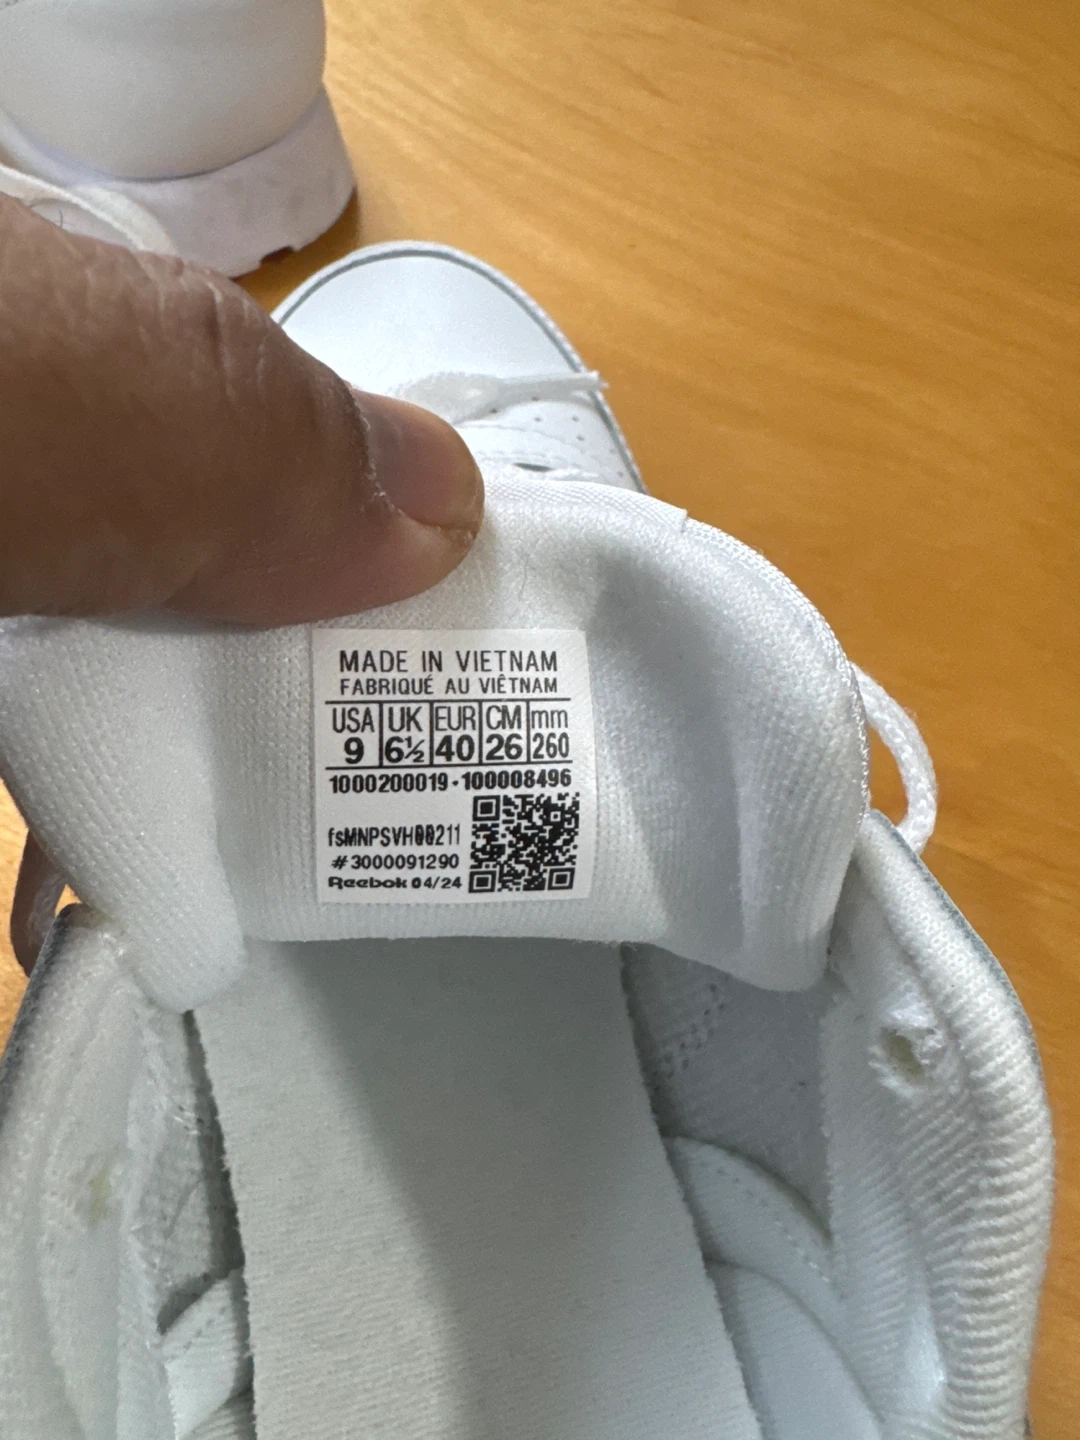 MADE IN VIETNAM
FABRIQUÉ AU VIÊTNAM
USA UK EUR CM mm
9 6½ 40 26 260
1000200019-100008496
fsMNPSVH00211
#3000091290
Reebok 04/24